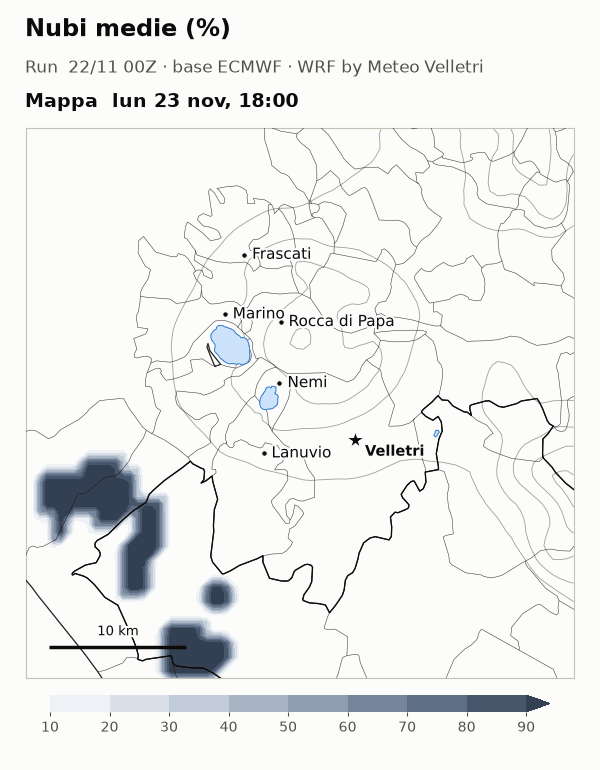 Nubi medie (%)
Run  22/11 00Z · base ECMWF · WRF by Meteo Velletri
Mappa  lun 23 nov, 18:00
Frascati
Marino
Rocca di Papa
Nemi
Velletri
Lanuvio
10 km
10 20 30 40 50 60 70 80 90